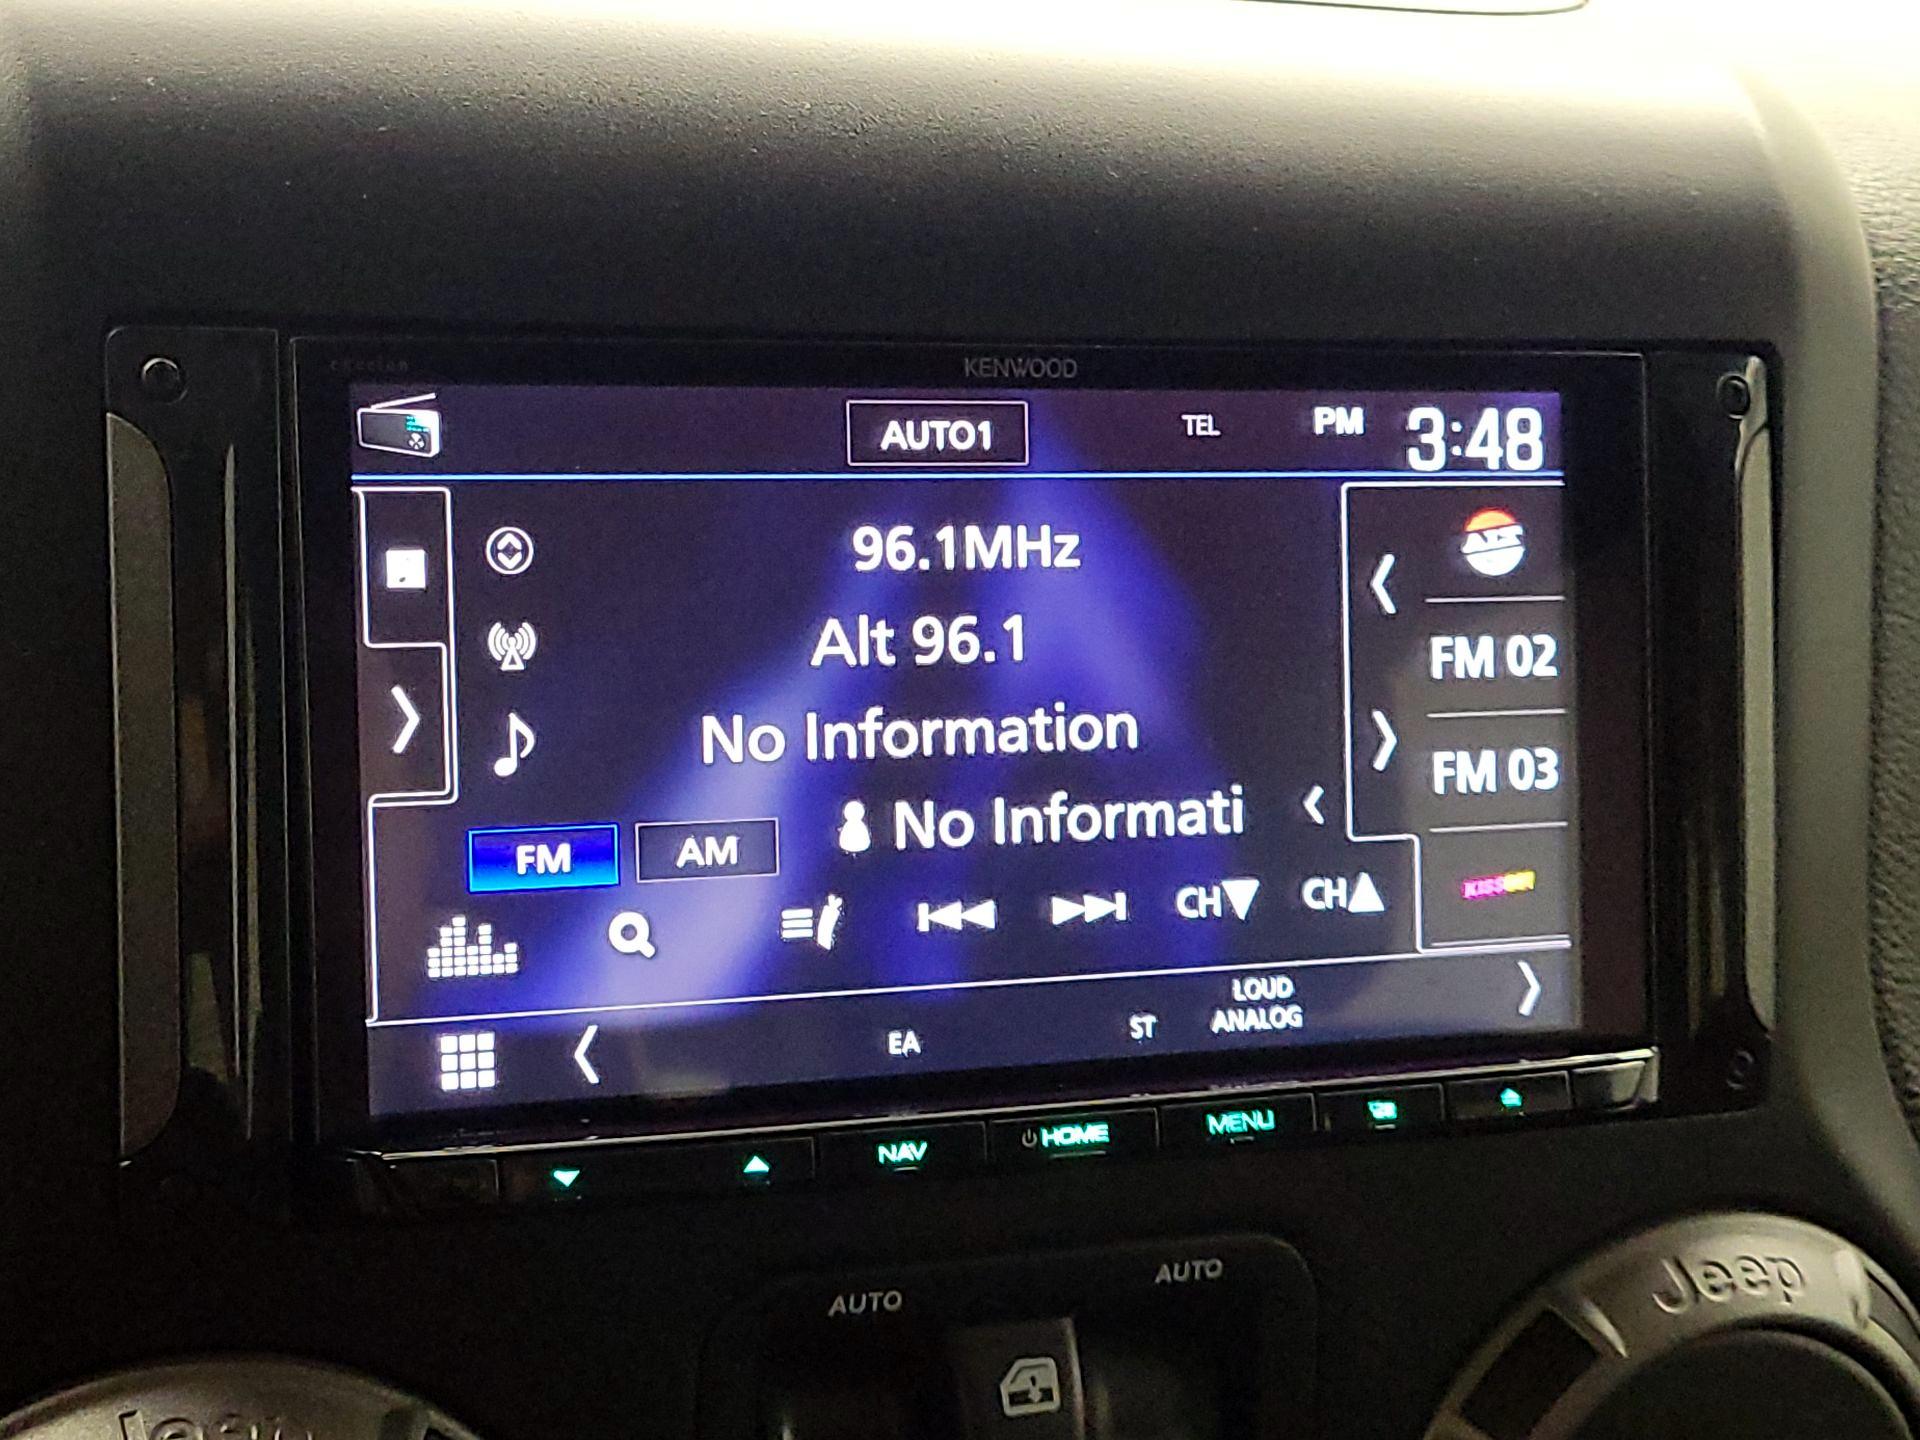 KENWOOD
AUTO1
TEL
PM 3:48
96.1MHz
Alt 96.1
FM 02
No Information
FM 03
No Informati
FM
AM
CH▼
CH▲
LOUD
EA
ST
ANALOG
NAV
HOME
MENU
AUTO
AUTO
Jeep
Jeep